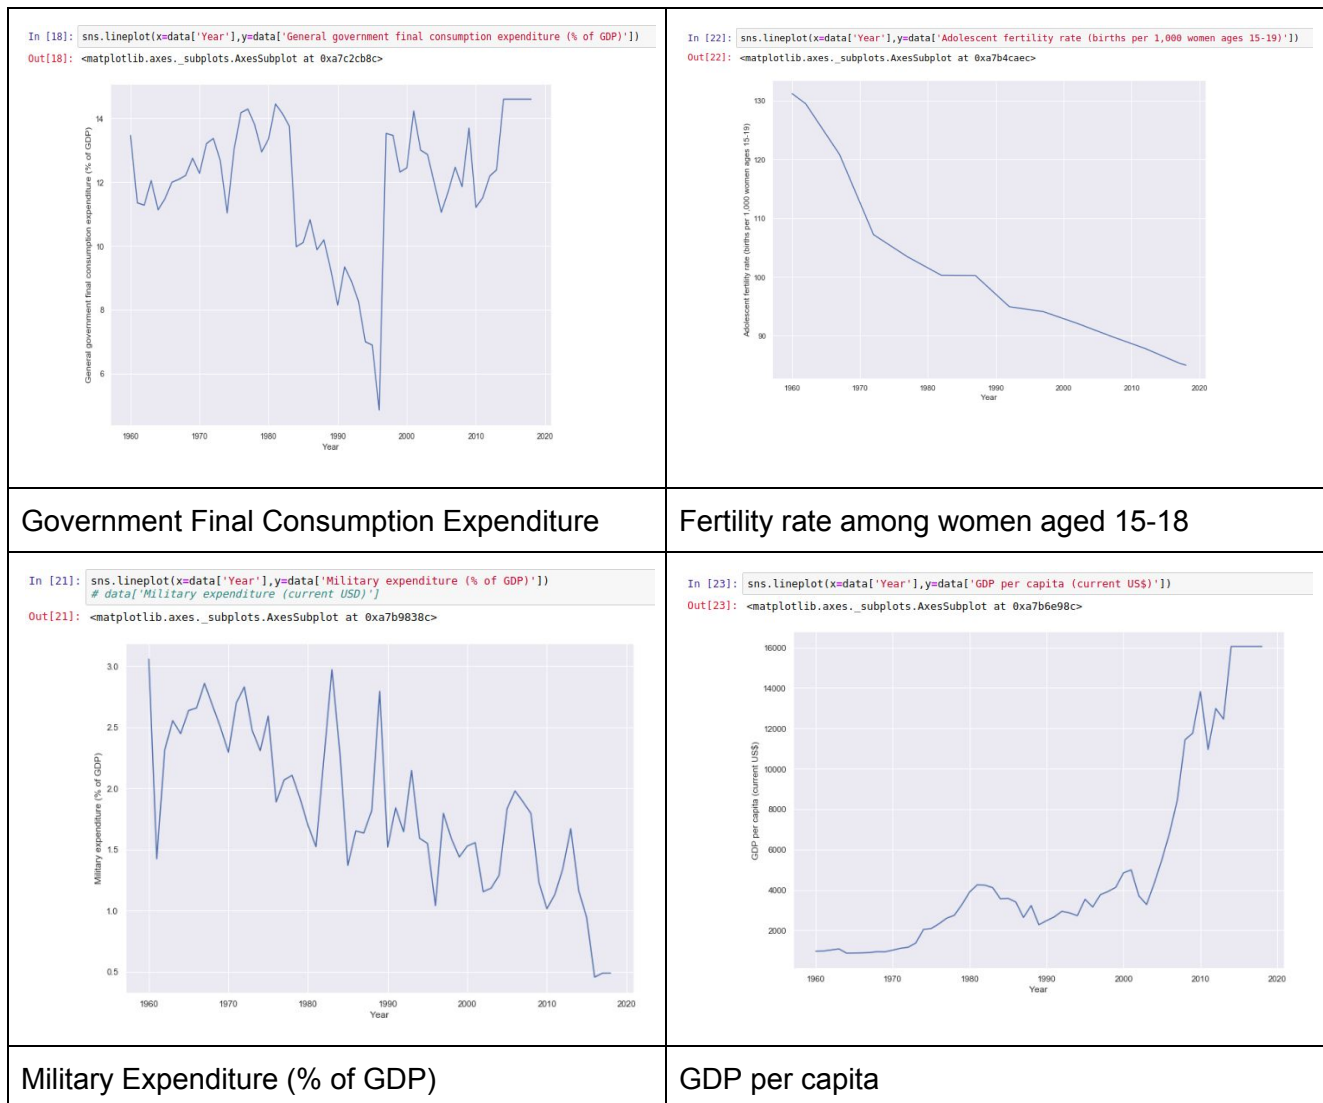 In [18]: sns.lineplot(x=data['Year'],y=data['General government final consumption expenditure (% of GDP)'])
Out[18]: <matplotlib.axes._subplots.AxesSubplot at 0xa7c2cb8c>
General government final consumption expenditure (% of GDP)
14
12
10
8
6
1960 1970 1980 1990 2000 2010 2020
Year
In [22]: sns.lineplot(x=data['Year'],y=data['Adolescent fertility rate (births per 1,000 women ages 15-19)'])
Out[22]: <matplotlib.axes._subplots.AxesSubplot at 0xa7b4caec>
Adolescent fertility rate (births per 1,000 women ages 15-19)
130
120
110
100
90
1960 1970 1980 1990 2000 2010 2020
Year
Government Final Consumption Expenditure
Fertility rate among women aged 15-18
In [21]: sns.lineplot(x=data['Year'],y=data['Military expenditure (% of GDP)'])
# data['Military expenditure (current USD)']
Out[21]: <matplotlib.axes._subplots.AxesSubplot at 0xa7b9838c>
Military expenditure (% of GDP)
3.0
2.5
2.0
1.5
1.0
0.5
1960 1970 1980 1990 2000 2010 2020
Year
In [23]: sns.lineplot(x=data['Year'],y=data['GDP per capita (current US$)'])
Out[23]: <matplotlib.axes._subplots.AxesSubplot at 0xa7b6e98c>
GDP per capita (current US$)
16000
14000
12000
10000
8000
6000
4000
2000
1960 1970 1980 1990 2000 2010 2020
Year
Military Expenditure (% of GDP)
GDP per capita